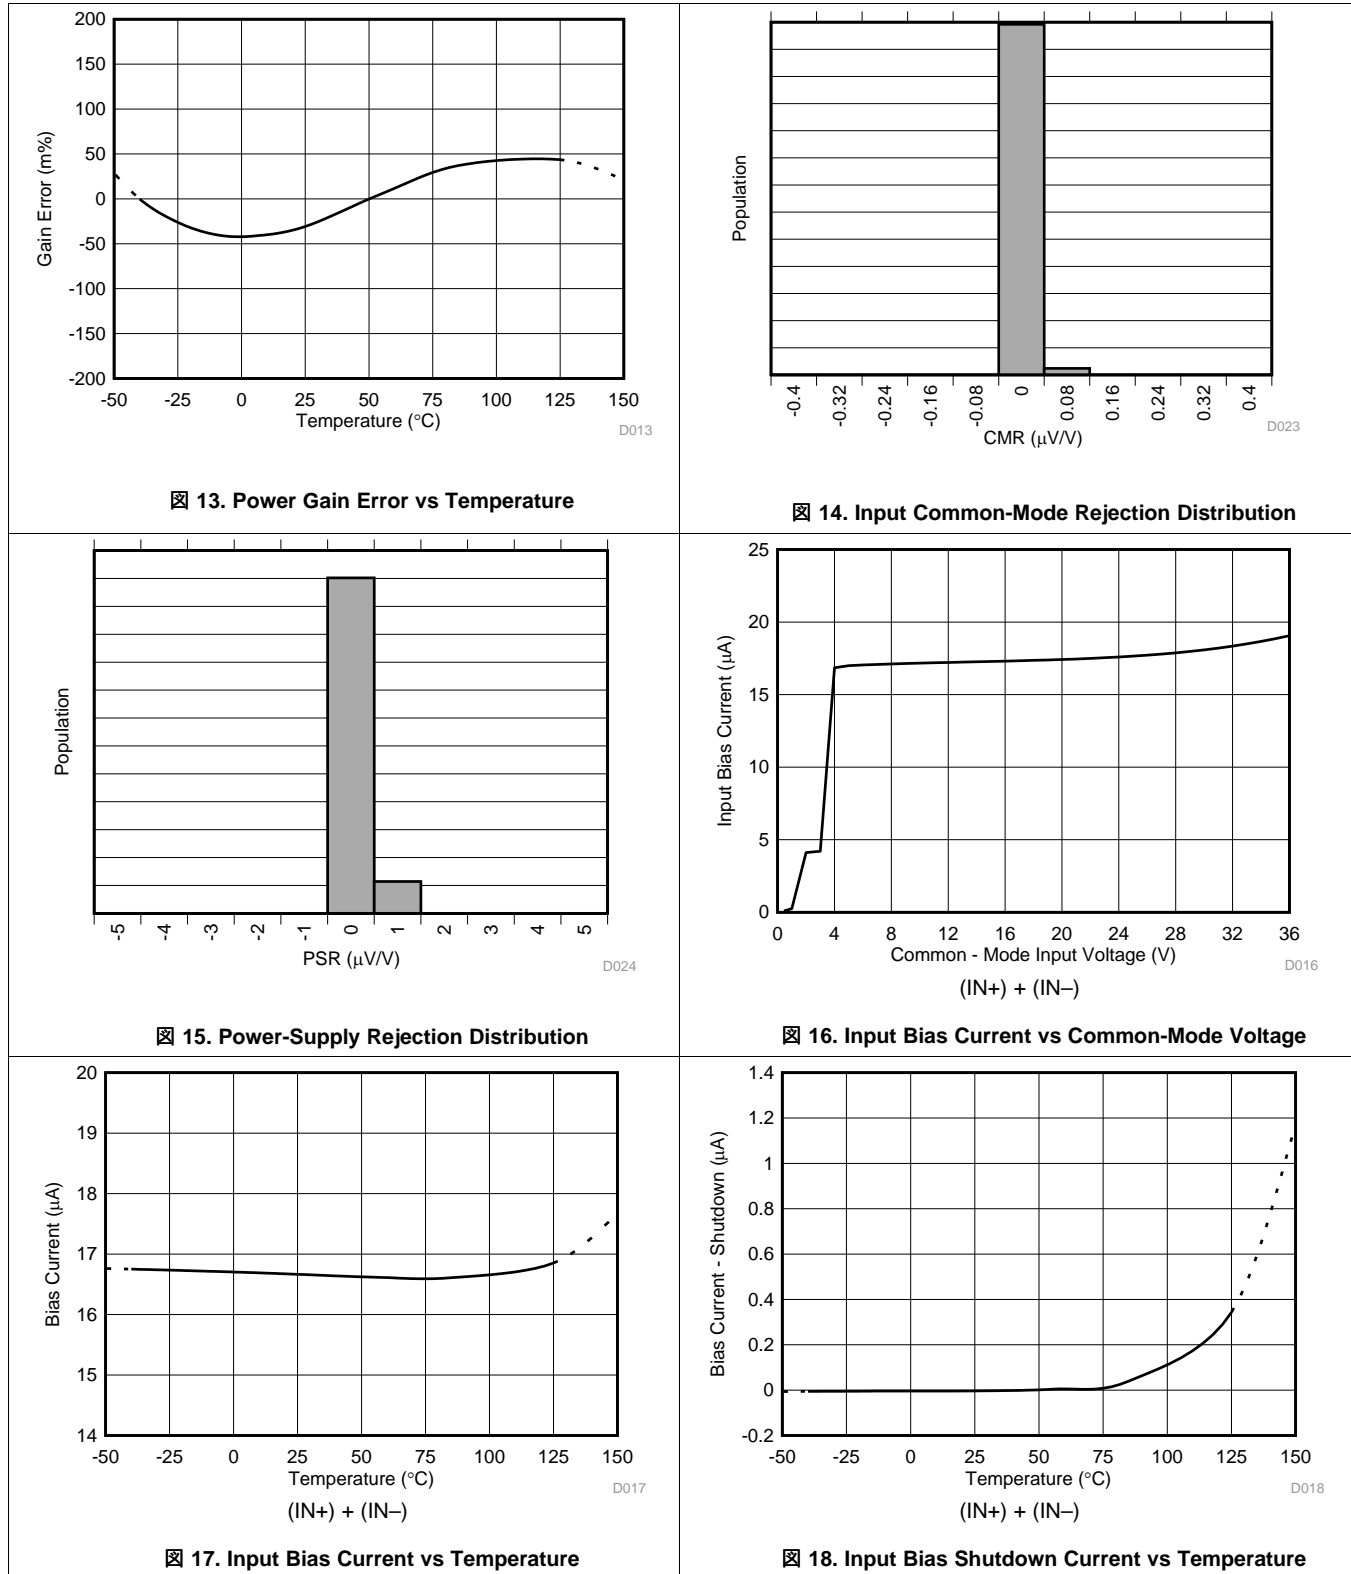 200
150
100
50
0
-50
-100
-150
-200
Gain Error (m%)
-50 -25 0 25 50 75 100 125 150
Temperature (°C)
D013
図 13. Power Gain Error vs Temperature
Population
-0.4 -0.32 -0.24 -0.16 -0.08 0 0.08 0.16 0.24 0.32 0.4
CMR (µV/V)
D023
図 14. Input Common-Mode Rejection Distribution
Population
-5 -4 -3 -2 -1 0 1 2 3 4 5
PSR (µV/V)
D024
図 15. Power-Supply Rejection Distribution
25
20
15
10
5
0
Input Bias Current (µA)
0 4 8 12 16 20 24 28 32 36
Common - Mode Input Voltage (V)
D016
(IN+) + (IN–)
図 16. Input Bias Current vs Common-Mode Voltage
20
19
18
17
16
15
14
Bias Current (µA)
-50 -25 0 25 50 75 100 125 150
Temperature (°C)
D017
(IN+) + (IN–)
図 17. Input Bias Current vs Temperature
1.4
1.2
1
0.8
0.6
0.4
0.2
0
-0.2
Bias Current - Shutdown (µA)
-50 -25 0 25 50 75 100 125 150
Temperature (°C)
D018
(IN+) + (IN–)
図 18. Input Bias Shutdown Current vs Temperature